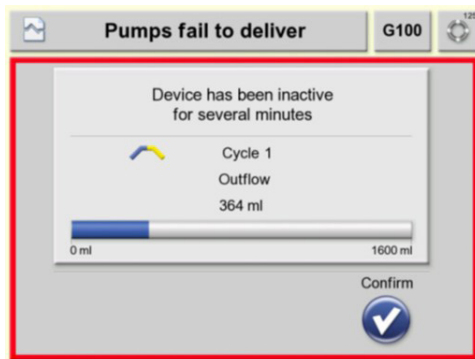 Pumps fail to deliver
G100
Device has been inactive
for several minutes
Cycle 1
Outflow
364 ml
0 ml
1600 ml
Confirm